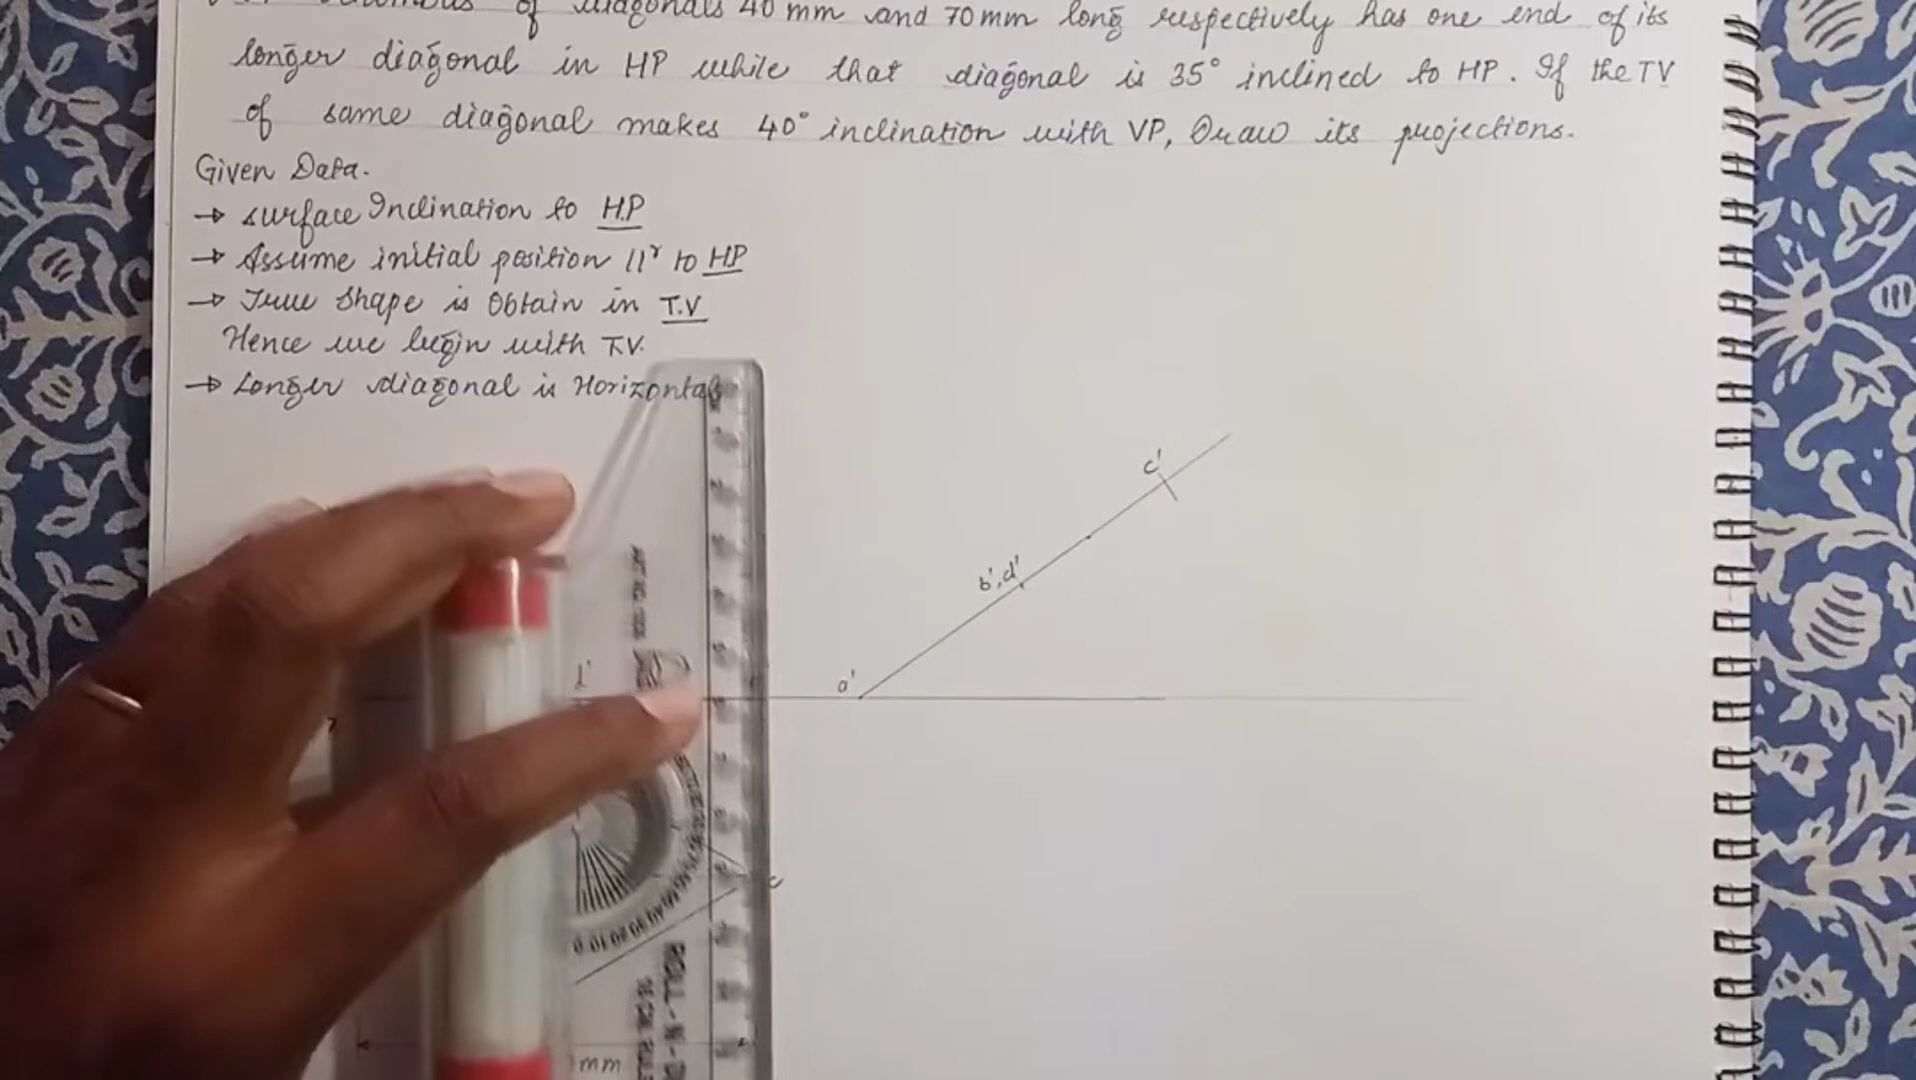 of diagonals 40 mm and 70 mm long respectively has one end of its
longer diagonal in HP while that diagonal is 35° inclined to HP. If the TV
of same diagonal makes 40° inclination with VP, Draw its projections.
Given Data.
→ surface Inclination to H.P
→ Assume initial position 11ʳ to HP
→ True shape is Obtain in T.V
Hence we begin with T.V.
→ Longer diagonal is Horizontal
c'
b',d'
a'
c
ROLL-N-D
mm